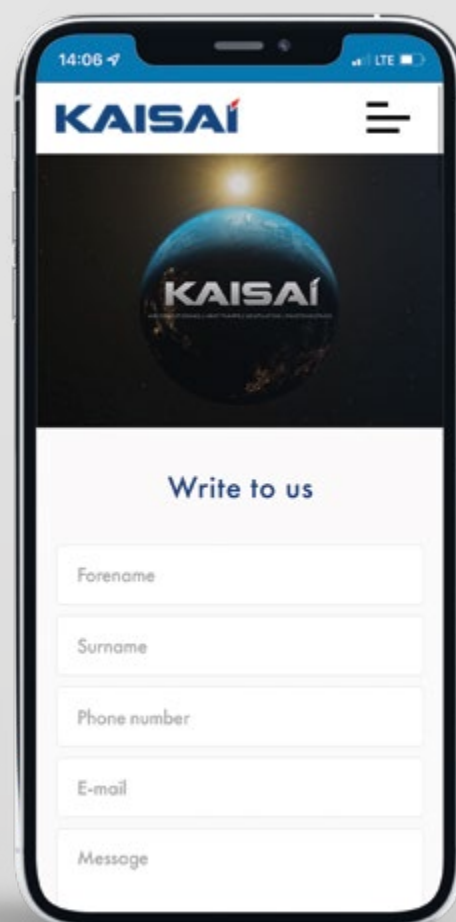 14:06
LTE
KAISAI
KAISAI
Write to us
Forename
Surname
Phone number
E-mail
Message